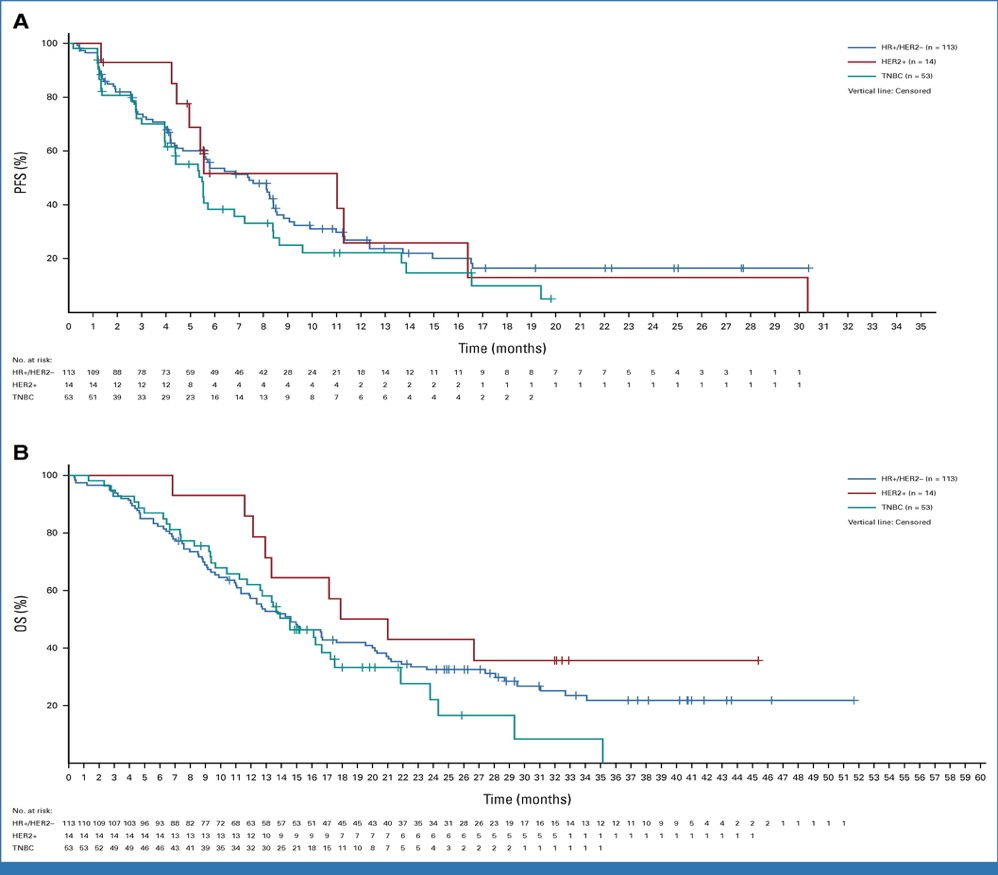 A
100
80
60
40
20
PFS (%)
HR+/HER2– (n = 113)
HER2+ (n = 14)
TNBC (n = 53)
Vertical line: Censored
0 1 2 3 4 5 6 7 8 9 10 11 12 13 14 15 16 17 18 19 20 21 22 23 24 25 26 27 28 29 30 31 32 33 34 35
Time (months)
No. at risk:
HR+/HER2– 113 109 88 78 73 59 49 46 42 28 24 21 18 14 12 11 11 9 8 8 7 7 7 5 5 4 3 3 1 1 1
HER2+ 14 14 12 12 12 8 4 4 4 4 4 4 2 2 2 2 2 1 1 1 1 1 1 1 1 1 1 1 1 1 1
TNBC 53 51 39 33 29 23 16 14 13 9 8 7 6 6 4 4 4 2 2 2
B
100
80
60
40
20
OS (%)
HR+/HER2– (n = 113)
HER2+ (n = 14)
TNBC (n = 53)
Vertical line: Censored
0 1 2 3 4 5 6 7 8 9 10 11 12 13 14 15 16 17 18 19 20 21 22 23 24 25 26 27 28 29 30 31 32 33 34 35 36 37 38 39 40 41 42 43 44 45 46 47 48 49 50 51 52 53 54 55 56 57 58 59 60
Time (months)
No. at risk:
HR+/HER2– 113 110 109 107 103 96 93 88 82 77 72 68 63 58 57 53 51 47 45 45 43 40 37 35 34 31 28 26 23 19 17 16 15 14 13 12 12 11 10 9 9 5 4 4 2 2 2 1 1 1 1 1
HER2+ 14 14 14 14 14 14 14 13 13 13 13 13 12 10 9 9 9 9 7 7 7 7 6 6 6 6 6 5 5 5 5 5 5 1 1 1 1 1 1 1 1 1 1 1 1 1
TNBC 53 53 52 49 49 46 46 43 41 39 35 34 32 30 25 21 18 15 11 10 8 7 5 5 4 3 2 2 2 2 1 1 1 1 1 1